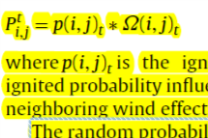 P^t_{i,j} = p(i,j)_t * Ω(i,j)_t
where p(i,j)_t is the ign
ignited probability influ
neighboring wind effect
The random probabil